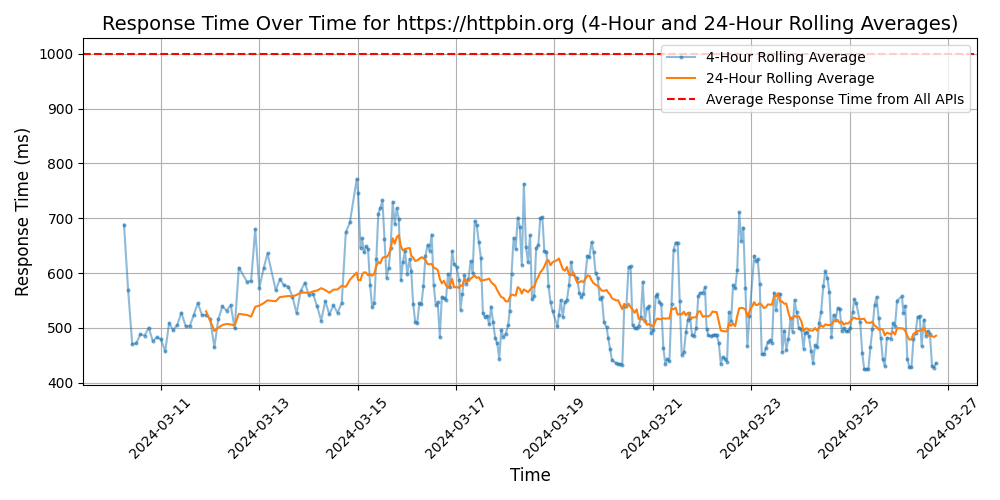 Response Time Over Time for https://httpbin.org (4-Hour and 24-Hour Rolling Averages)
4-Hour Rolling Average
24-Hour Rolling Average
Average Response Time from All APIs
Response Time (ms)
1000
900
800
700
600
500
400
2024-03-11
2024-03-13
2024-03-15
2024-03-17
2024-03-19
2024-03-21
2024-03-23
2024-03-25
2024-03-27
Time